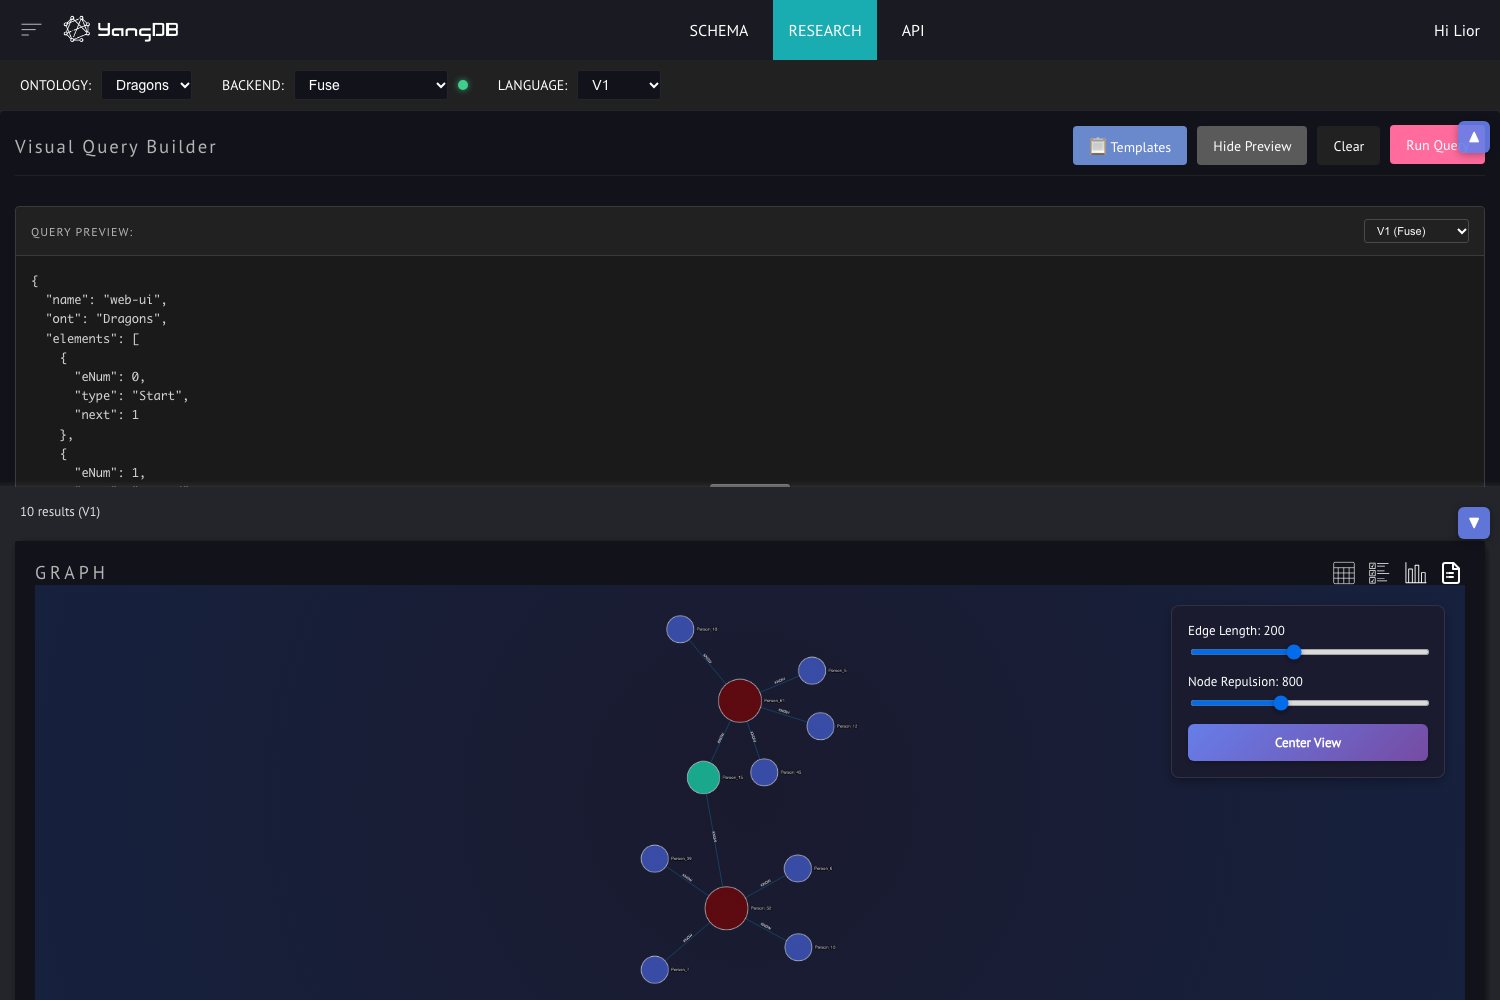 YangDB
SCHEMA
RESEARCH
API
Hi Lior
ONTOLOGY:
Dragons
BACKEND:
Fuse
LANGUAGE:
V1
Visual Query Builder
Templates
Hide Preview
Clear
Run Que
QUERY PREVIEW:
V1 (Fuse)
{
"name": "web-ui",
"ont": "Dragons",
"elements": [
{
"eNum": 0,
"type": "Start",
"next": 1
},
{
"eNum": 1,
10 results (V1)
GRAPH
Edge Length: 200
Node Repulsion: 800
Center View